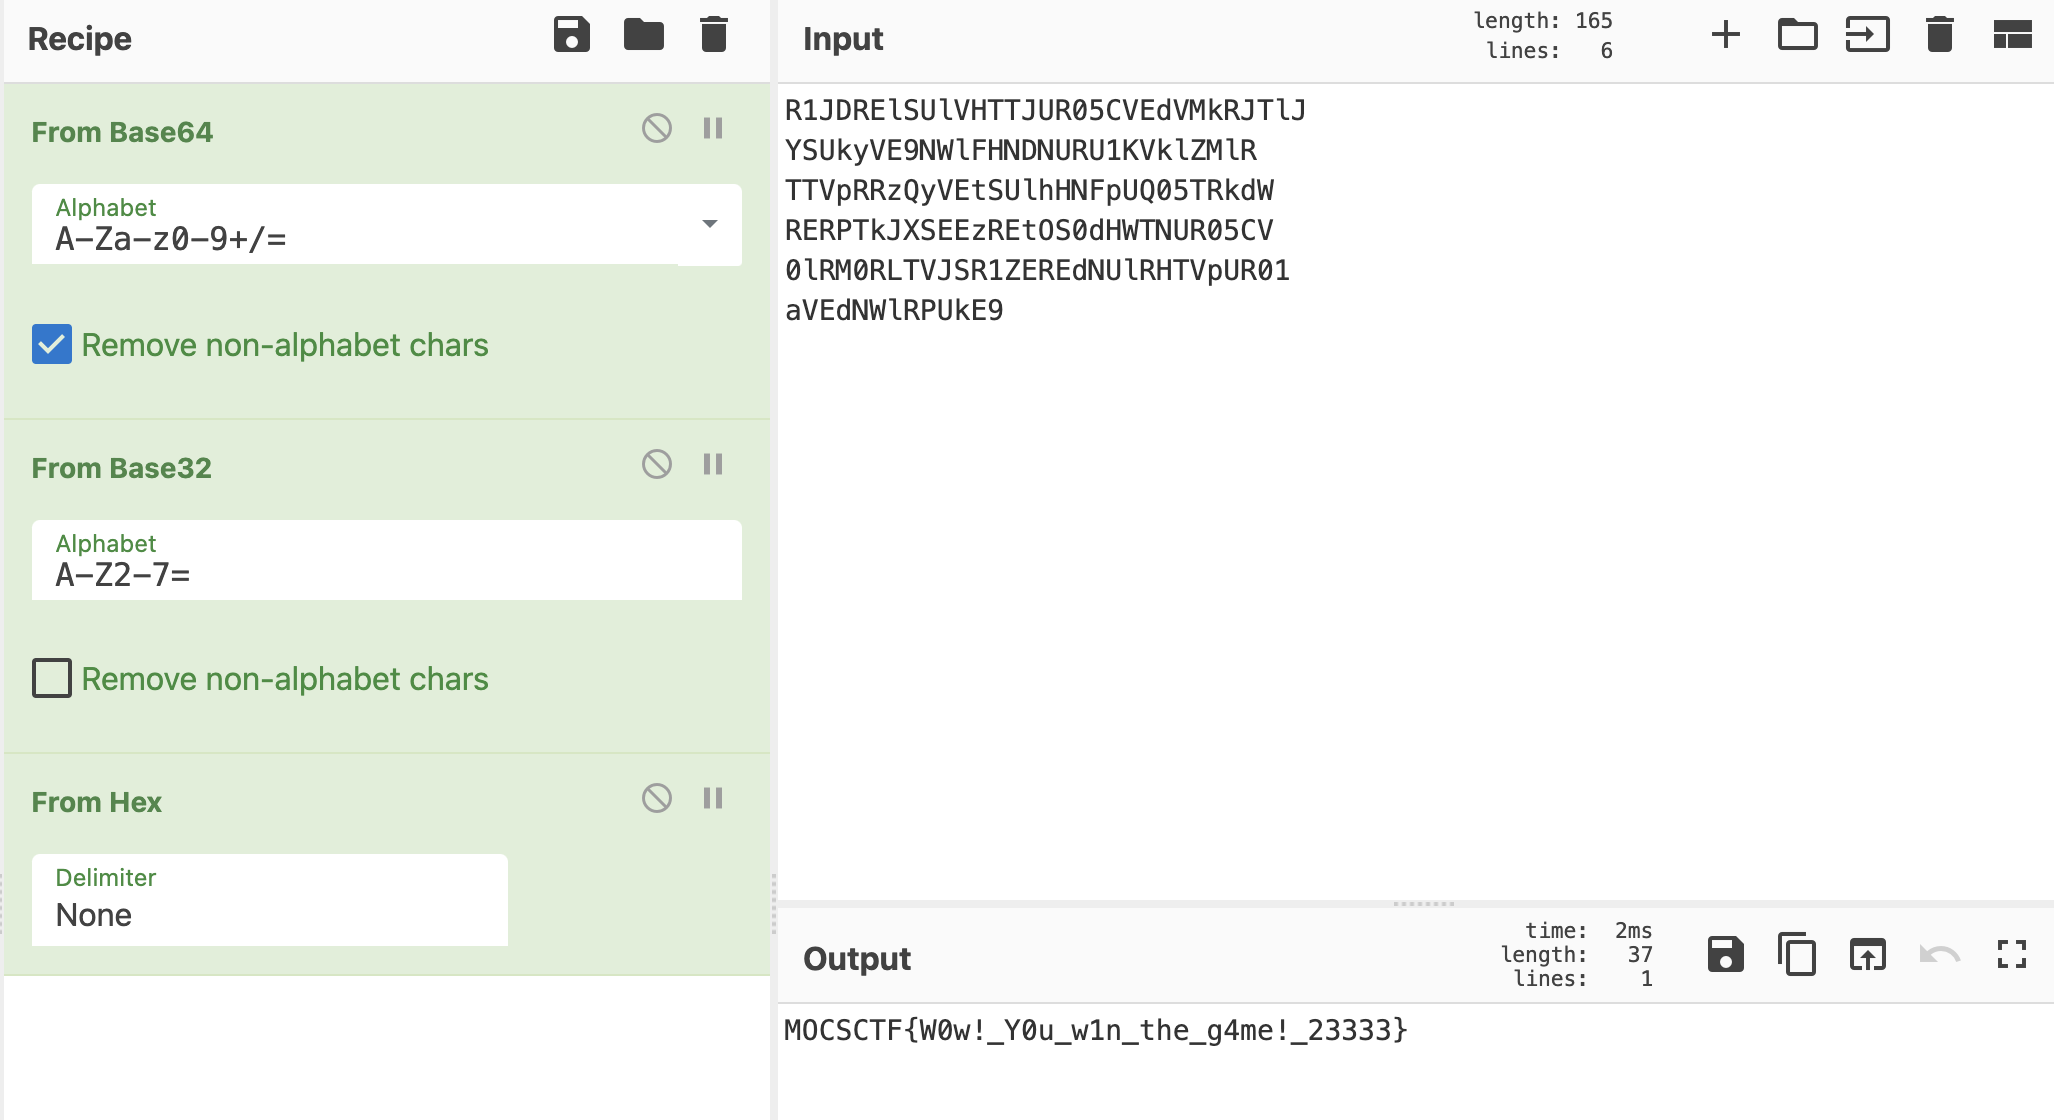 Recipe
From Base64
Alphabet
A-Za-z0-9+/=
Remove non-alphabet chars
From Base32
Alphabet
A-Z2-7=
Remove non-alphabet chars
From Hex
Delimiter
None
Input
length: 165
lines: 6
R1JDRElSUlVHTTJUR05CVEdVMkRJTlJ
YSUkyVE9NWlFHNDNURU1KVklZMlR
TTVpRRzQyVEtSUlhHNFpUQ05TRkdW
RERPTkJXSEEzREtOS0dHWTNUR05CV
0lRM0RLTVJSR1ZEREdNUlRHTVpUR01
aVEdNWlRPUkE9
Output
time: 2ms
length: 37
lines: 1
MOCSCTF{W0w!_Y0u_w1n_the_g4me!_23333}